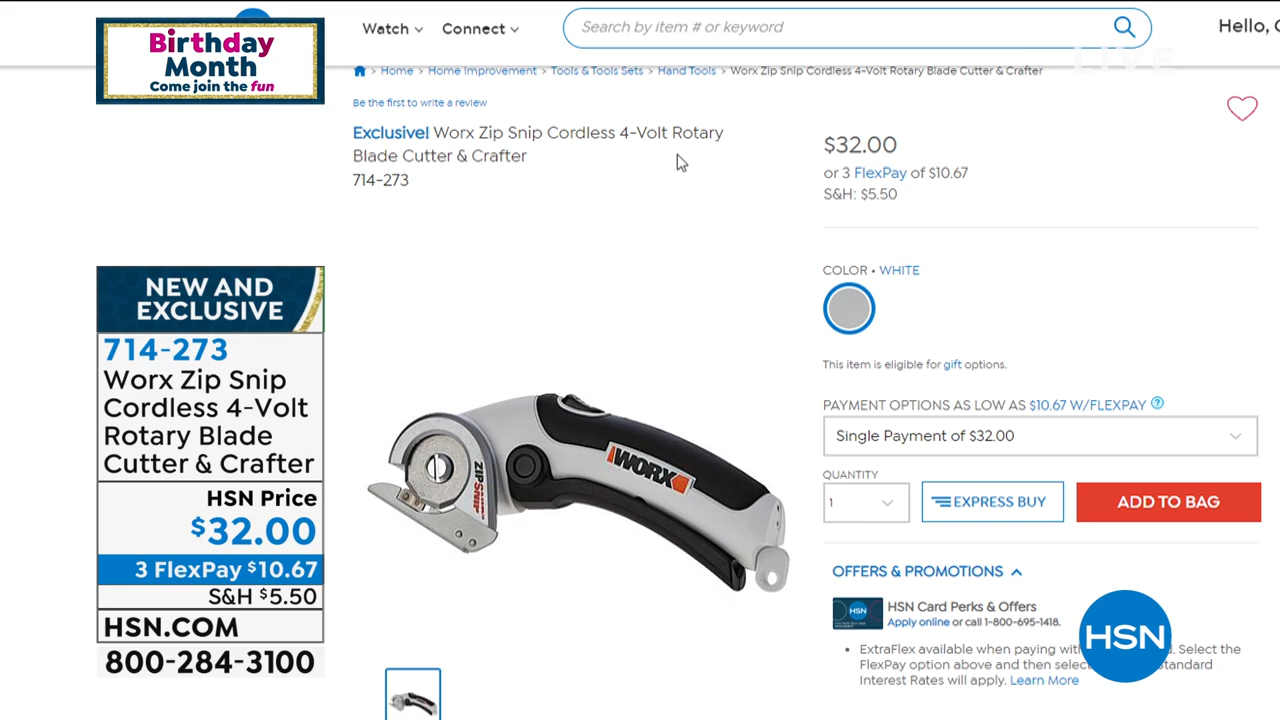 Birthday
Month
Come join the fun
Watch
Connect
Search by item # or keyword
Hello,
LIVE
> Home > Home Improvement > Tools & Tools Sets > Hand Tools > Worx Zip Snip Cordless 4-Volt Rotary Blade Cutter & Crafter
Be the first to write a review
Exclusive! Worx Zip Snip Cordless 4-Volt Rotary
Blade Cutter & Crafter
714-273
$32.00
or 3 FlexPay of $10.67
S&H: $5.50
COLOR • WHITE
This item is eligible for gift options.
PAYMENT OPTIONS AS LOW AS $10.67 W/FLEXPAY ?
Single Payment of $32.00
QUANTITY
1
EXPRESS BUY
ADD TO BAG
OFFERS & PROMOTIONS
HSN
HSN Card Perks & Offers
Apply online or call 1-800-695-1418.
• ExtraFlex available when paying Select the
FlexPay option above and then Standard
Interest Rates will apply. Learn More
HSN
NEW AND
EXCLUSIVE
714-273
Worx Zip Snip
Cordless 4-Volt
Rotary Blade
Cutter & Crafter
HSN Price
$32.00
3 FlexPay $10.67
S&H $5.50
HSN.COM
800-284-3100
WORX
ZIPSNIP